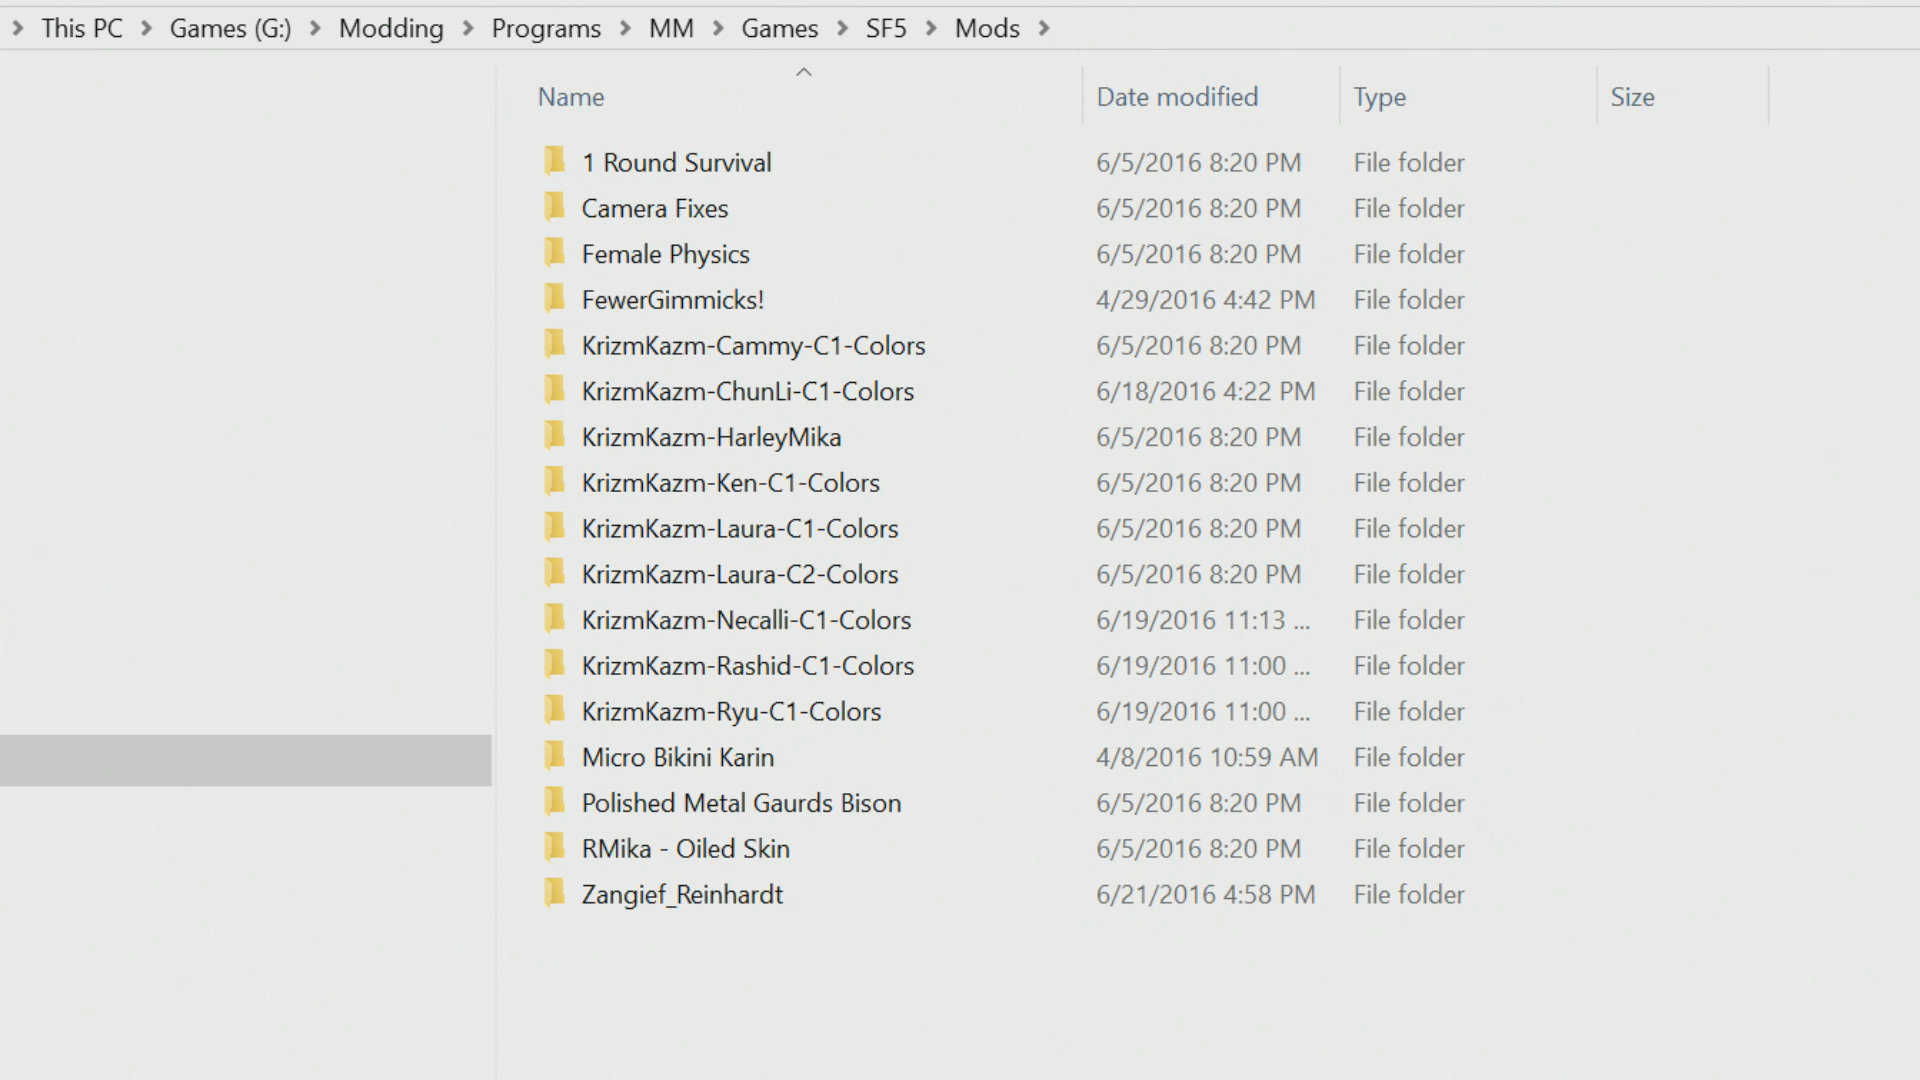 This PC > Games (G:) > Modding > Programs > MM > Games > SF5 > Mods >
Name Date modified Type Size
1 Round Survival 6/5/2016 8:20 PM File folder
Camera Fixes 6/5/2016 8:20 PM File folder
Female Physics 6/5/2016 8:20 PM File folder
FewerGimmicks! 4/29/2016 4:42 PM File folder
KrizmKazm-Cammy-C1-Colors 6/5/2016 8:20 PM File folder
KrizmKazm-ChunLi-C1-Colors 6/18/2016 4:22 PM File folder
KrizmKazm-HarleyMika 6/5/2016 8:20 PM File folder
KrizmKazm-Ken-C1-Colors 6/5/2016 8:20 PM File folder
KrizmKazm-Laura-C1-Colors 6/5/2016 8:20 PM File folder
KrizmKazm-Laura-C2-Colors 6/5/2016 8:20 PM File folder
KrizmKazm-Necalli-C1-Colors 6/19/2016 11:13 ... File folder
KrizmKazm-Rashid-C1-Colors 6/19/2016 11:00 ... File folder
KrizmKazm-Ryu-C1-Colors 6/19/2016 11:00 ... File folder
Micro Bikini Karin 4/8/2016 10:59 AM File folder
Polished Metal Gaurds Bison 6/5/2016 8:20 PM File folder
RMika - Oiled Skin 6/5/2016 8:20 PM File folder
Zangief_Reinhardt 6/21/2016 4:58 PM File folder